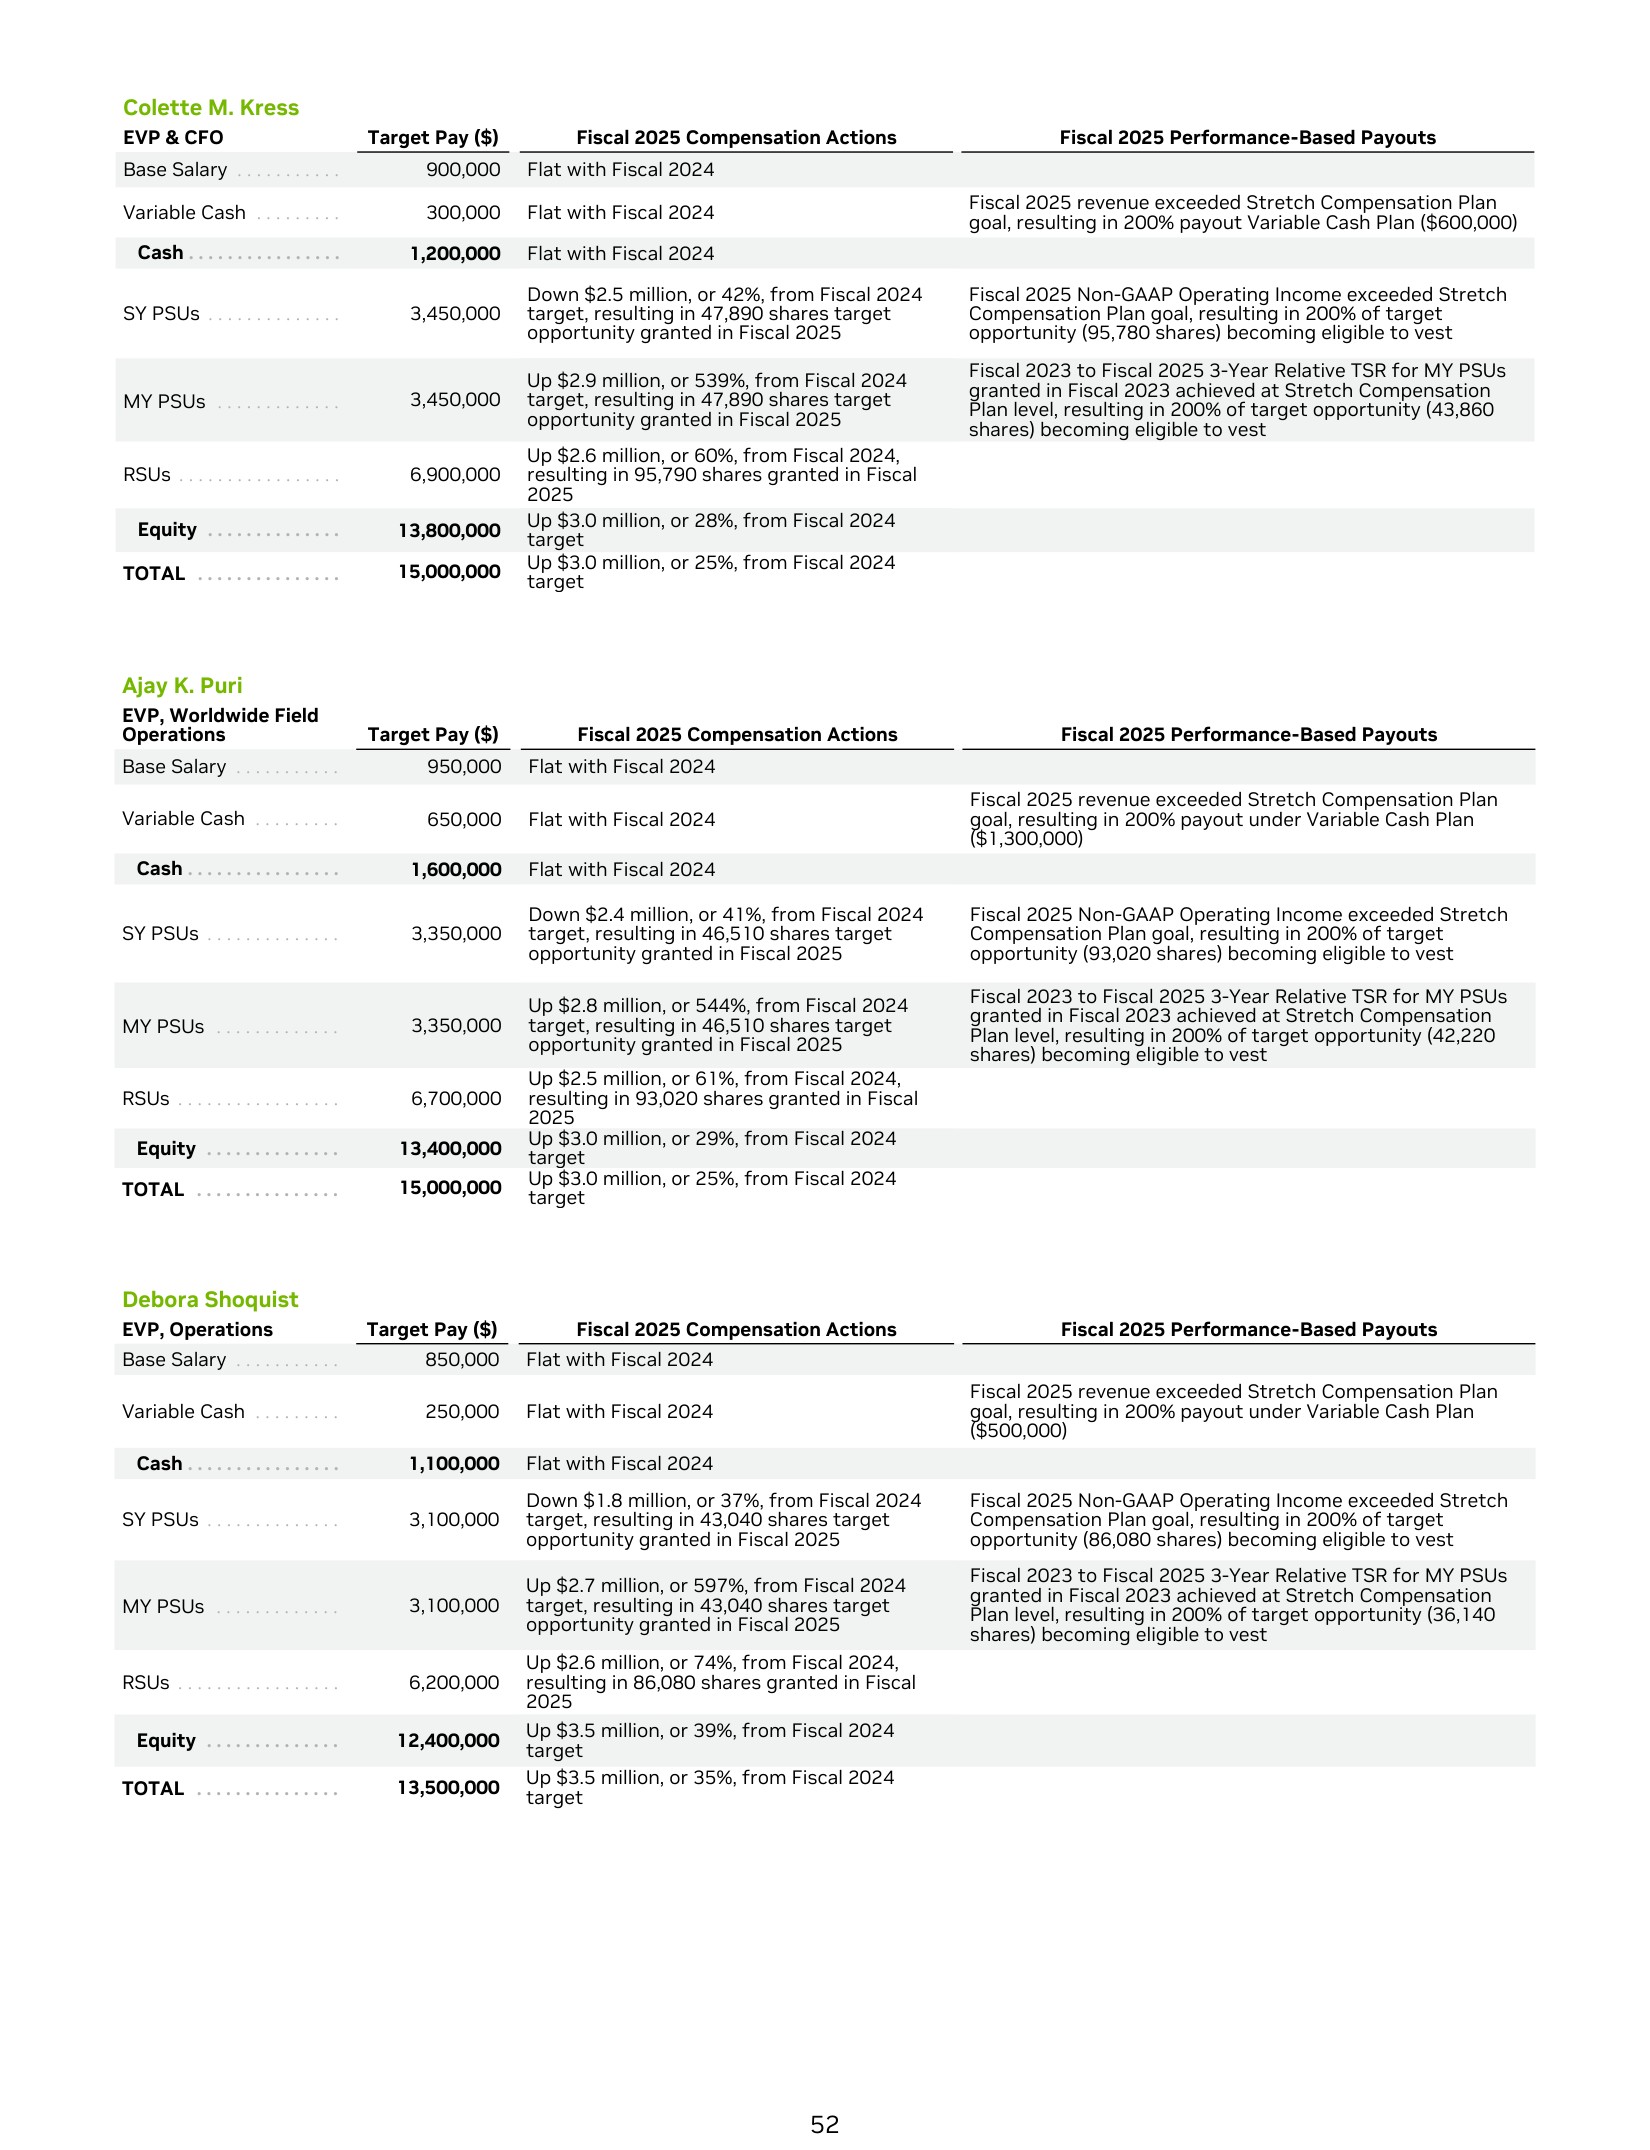 Colette M. Kress
EVP & CFO Target Pay ($) Fiscal 2025 Compensation Actions Fiscal 2025 Performance-Based Payouts
Base Salary . . . . . . . . . . . 900,000 Flat with Fiscal 2024
Variable Cash . . . . . . . . . 300,000 Flat with Fiscal 2024 Fiscal 2025 revenue exceeded Stretch Compensation Plan
goal, resulting in 200% payout Variable Cash Plan ($600,000)
Cash . . . . . . . . . . . . . . . . 1,200,000 Flat with Fiscal 2024
SY PSUs . . . . . . . . . . . . . . 3,450,000 Down $2.5 million, or 42%, from Fiscal 2024
target, resulting in 47,890 shares target
opportunity granted in Fiscal 2025
Fiscal 2025 Non-GAAP Operating Income exceeded Stretch
Compensation Plan goal, resulting in 200% of target
opportunity (95,780 shares) becoming eligible to vest
MY PSUs . . . . . . . . . . . . . 3,450,000 Up $2.9 million, or 539%, from Fiscal 2024
target, resulting in 47,890 shares target
opportunity granted in Fiscal 2025
Fiscal 2023 to Fiscal 2025 3-Year Relative TSR for MY PSUs
granted in Fiscal 2023 achieved at Stretch Compensation
Plan level, resulting in 200% of target opportunity (43,860
shares) becoming eligible to vest
RSUs . . . . . . . . . . . . . . . . . 6,900,000 Up $2.6 million, or 60%, from Fiscal 2024,
resulting in 95,790 shares granted in Fiscal
2025
Equity . . . . . . . . . . . . . . 13,800,000 Up $3.0 million, or 28%, from Fiscal 2024
target
TOTAL . . . . . . . . . . . . . . . 15,000,000 Up $3.0 million, or 25%, from Fiscal 2024
target
Ajay K. Puri
EVP, Worldwide Field
Operations Target Pay ($) Fiscal 2025 Compensation Actions Fiscal 2025 Performance-Based Payouts
Base Salary . . . . . . . . . . . 950,000 Flat with Fiscal 2024
Variable Cash . . . . . . . . . 650,000 Flat with Fiscal 2024 Fiscal 2025 revenue exceeded Stretch Compensation Plan
goal, resulting in 200% payout under Variable Cash Plan
($1,300,000)
Cash . . . . . . . . . . . . . . . . 1,600,000 Flat with Fiscal 2024
SY PSUs . . . . . . . . . . . . . . 3,350,000 Down $2.4 million, or 41%, from Fiscal 2024
target, resulting in 46,510 shares target
opportunity granted in Fiscal 2025
Fiscal 2025 Non-GAAP Operating Income exceeded Stretch
Compensation Plan goal, resulting in 200% of target
opportunity (93,020 shares) becoming eligible to vest
MY PSUs . . . . . . . . . . . . . 3,350,000 Up $2.8 million, or 544%, from Fiscal 2024
target, resulting in 46,510 shares target
opportunity granted in Fiscal 2025
Fiscal 2023 to Fiscal 2025 3-Year Relative TSR for MY PSUs
granted in Fiscal 2023 achieved at Stretch Compensation
Plan level, resulting in 200% of target opportunity (42,220
shares) becoming eligible to vest
RSUs . . . . . . . . . . . . . . . . . 6,700,000 Up $2.5 million, or 61%, from Fiscal 2024,
resulting in 93,020 shares granted in Fiscal
2025
Equity . . . . . . . . . . . . . . 13,400,000 Up $3.0 million, or 29%, from Fiscal 2024
target
TOTAL . . . . . . . . . . . . . . . 15,000,000 Up $3.0 million, or 25%, from Fiscal 2024
target
Debora Shoquist
EVP, Operations Target Pay ($) Fiscal 2025 Compensation Actions Fiscal 2025 Performance-Based Payouts
Base Salary . . . . . . . . . . . 850,000 Flat with Fiscal 2024
Variable Cash . . . . . . . . . 250,000 Flat with Fiscal 2024 Fiscal 2025 revenue exceeded Stretch Compensation Plan
goal, resulting in 200% payout under Variable Cash Plan
($500,000)
Cash . . . . . . . . . . . . . . . . 1,100,000 Flat with Fiscal 2024
SY PSUs . . . . . . . . . . . . . . 3,100,000 Down $1.8 million, or 37%, from Fiscal 2024
target, resulting in 43,040 shares target
opportunity granted in Fiscal 2025
Fiscal 2025 Non-GAAP Operating Income exceeded Stretch
Compensation Plan goal, resulting in 200% of target
opportunity (86,080 shares) becoming eligible to vest
MY PSUs . . . . . . . . . . . . . 3,100,000 Up $2.7 million, or 597%, from Fiscal 2024
target, resulting in 43,040 shares target
opportunity granted in Fiscal 2025
Fiscal 2023 to Fiscal 2025 3-Year Relative TSR for MY PSUs
granted in Fiscal 2023 achieved at Stretch Compensation
Plan level, resulting in 200% of target opportunity (36,140
shares) becoming eligible to vest
RSUs . . . . . . . . . . . . . . . . . 6,200,000 Up $2.6 million, or 74%, from Fiscal 2024,
resulting in 86,080 shares granted in Fiscal
2025
Equity . . . . . . . . . . . . . . 12,400,000 Up $3.5 million, or 39%, from Fiscal 2024
target
TOTAL . . . . . . . . . . . . . . . 13,500,000 Up $3.5 million, or 35%, from Fiscal 2024
target
52